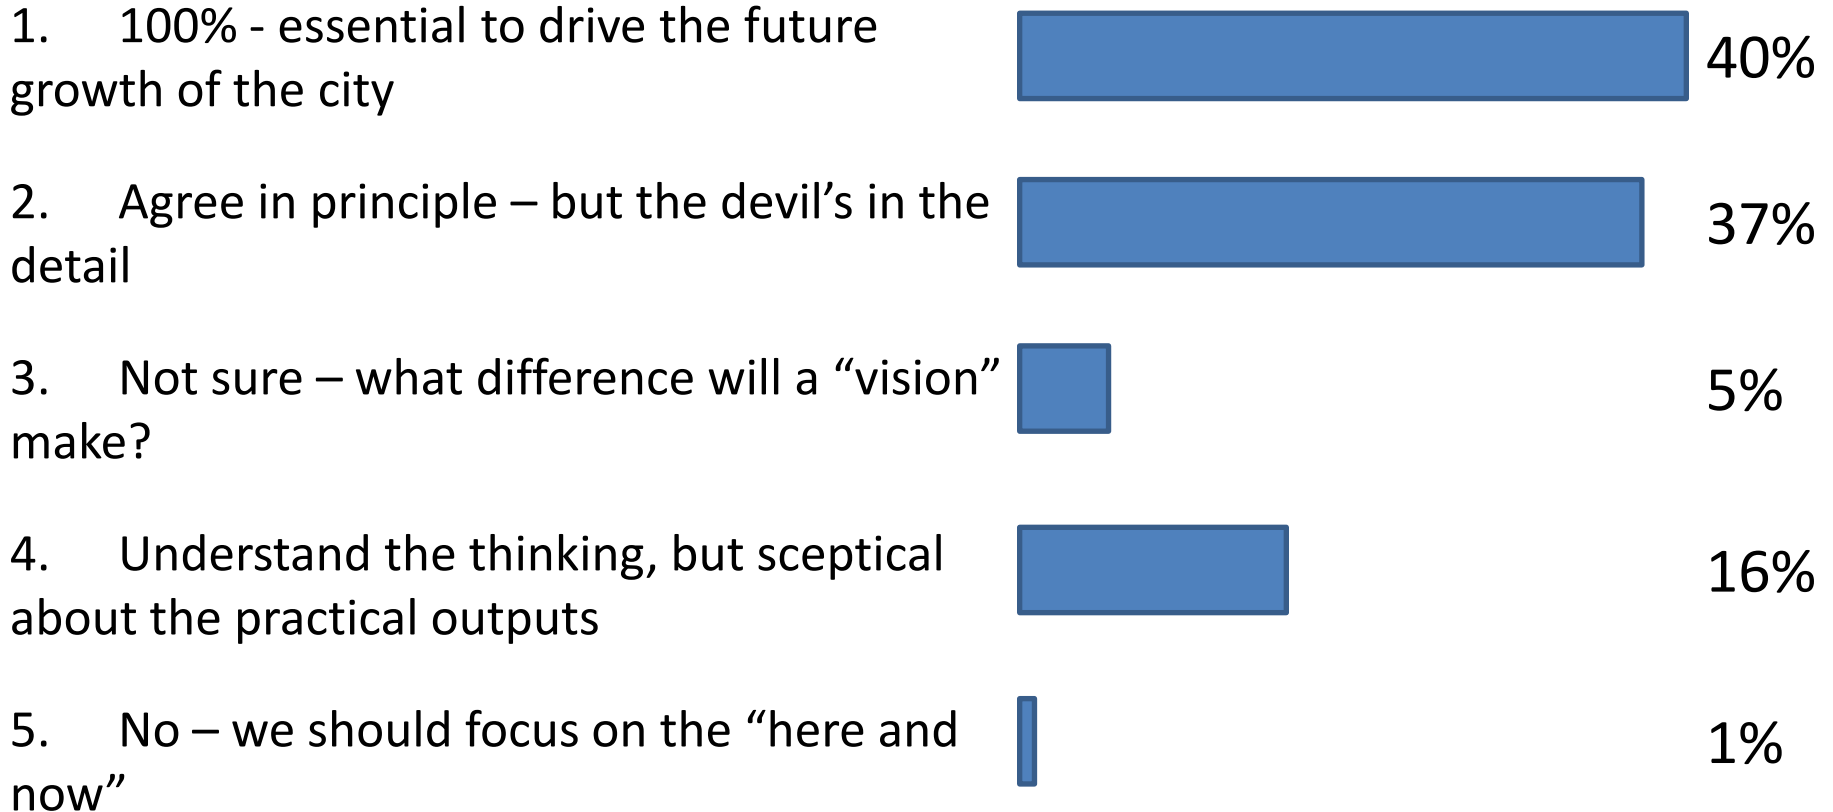 1. 100% - essential to drive the future
growth of the city
40%
2. Agree in principle – but the devil’s in the
detail
37%
3. Not sure – what difference will a “vision”
make?
5%
4. Understand the thinking, but sceptical
about the practical outputs
16%
5. No – we should focus on the “here and
now”
1%